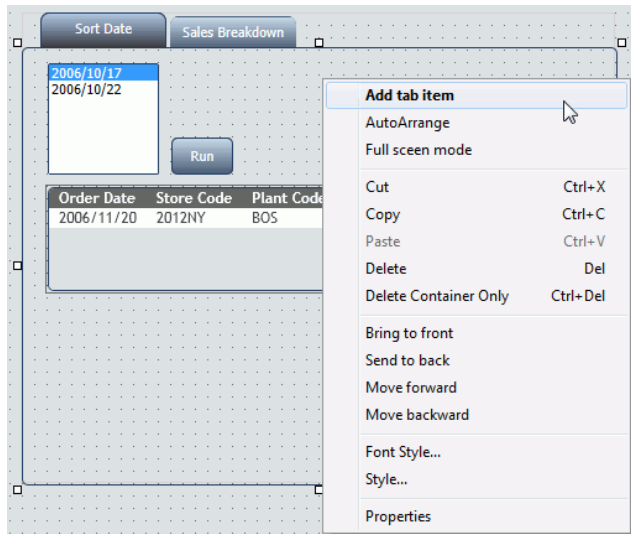 Sort Date
Sales Breakdown
2006/10/17
2006/10/22
Run
Order Date Store Code Plant Code
2006/11/20 2012NY BOS
Add tab item
AutoArrange
Full sceen mode
Cut Ctrl+X
Copy Ctrl+C
Paste Ctrl+V
Delete Del
Delete Container Only Ctrl+Del
Bring to front
Send to back
Move forward
Move backward
Font Style...
Style...
Properties